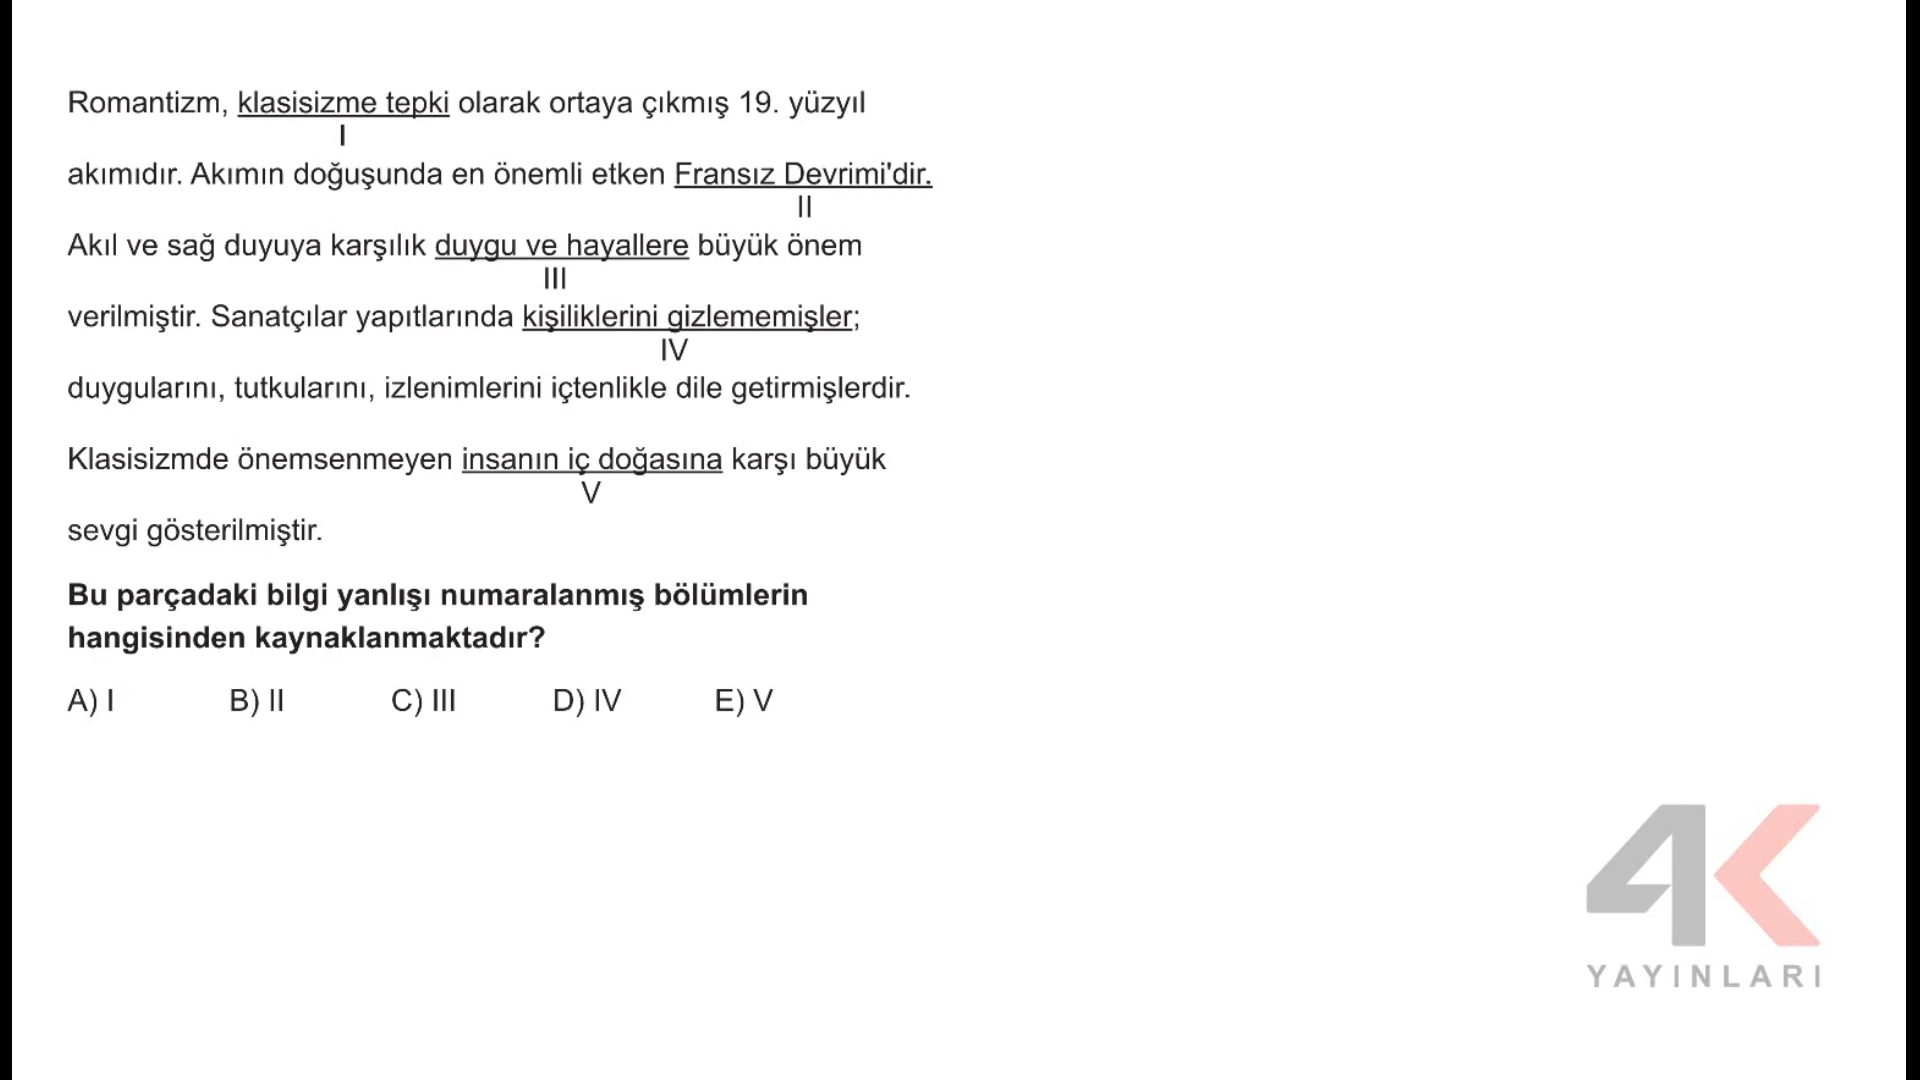 Romantizm, klasisizme tepki olarak ortaya çıkmış 19. yüzyıl
I
akımıdır. Akımın doğuşunda en önemli etken Fransız Devrimi'dir.
II
Akıl ve sağ duyuya karşılık duygu ve hayallere büyük önem
III
verilmiştir. Sanatçılar yapıtlarında kişiliklerini gizlememişler;
IV
duygularını, tutkularını, izlenimlerini içtenlikle dile getirmişlerdir.
Klasisizmde önemsenmeyen insanın iç doğasına karşı büyük
V
sevgi gösterilmiştir.
Bu parçadaki bilgi yanlışı numaralanmış bölümlerin
hangisinden kaynaklanmaktadır?
A) I B) II C) III D) IV E) V
4K
YAYINLARI